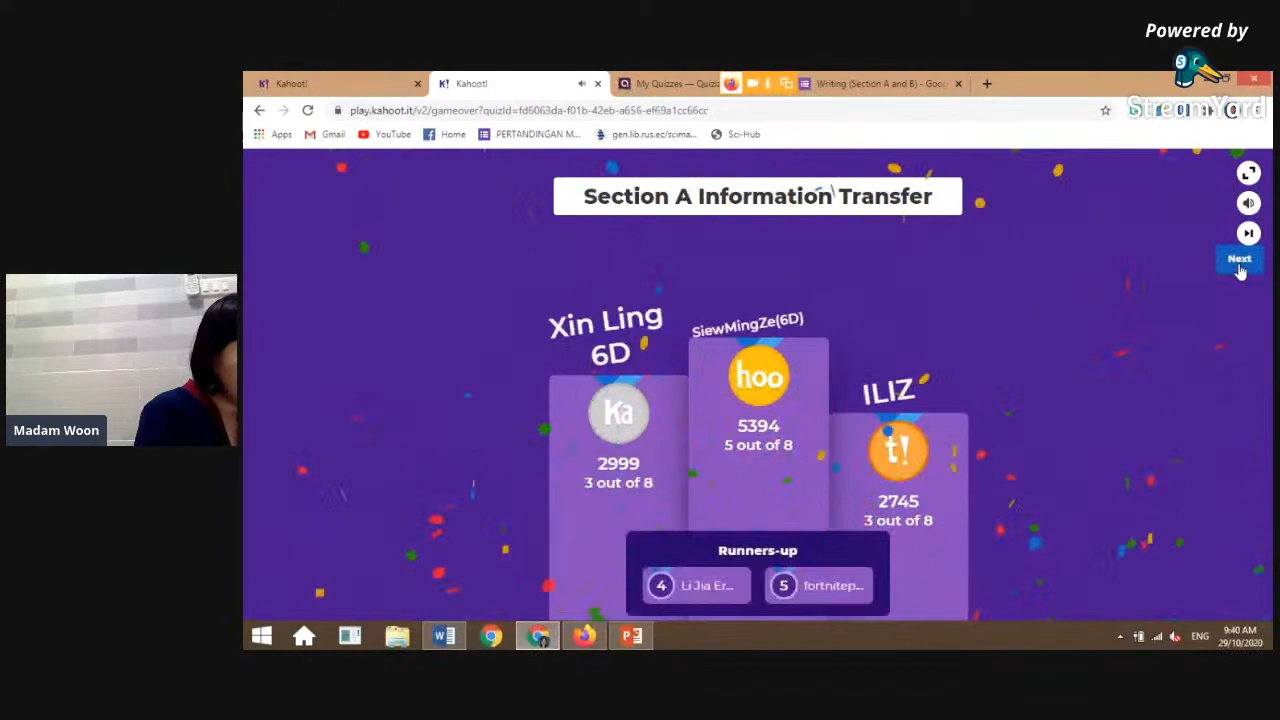 Powered by
StreamYard
Kahoot!
Kahoot!
My Quizzes — Quizi
Writing (Section A and B) - Goo
play.kahoot.it/v2/gameover?quizId=fd6063da-f01b-42eb-a656-ef69a1cc66cc
Apps
Gmail
YouTube
Home
PERTANDINGAN M...
gen.lib.rus.ec/scima...
Sci-Hub
Section A Information Transfer
Next
Xin Ling
6D
SiewMingZe(6D)
ILIZ
Ka
hoo
t!
2999
3 out of 8
5394
5 out of 8
2745
3 out of 8
Runners-up
4 Li Jia Er...
5 fortnitep...
Madam Woon
ENG
9:40 AM
29/10/2020